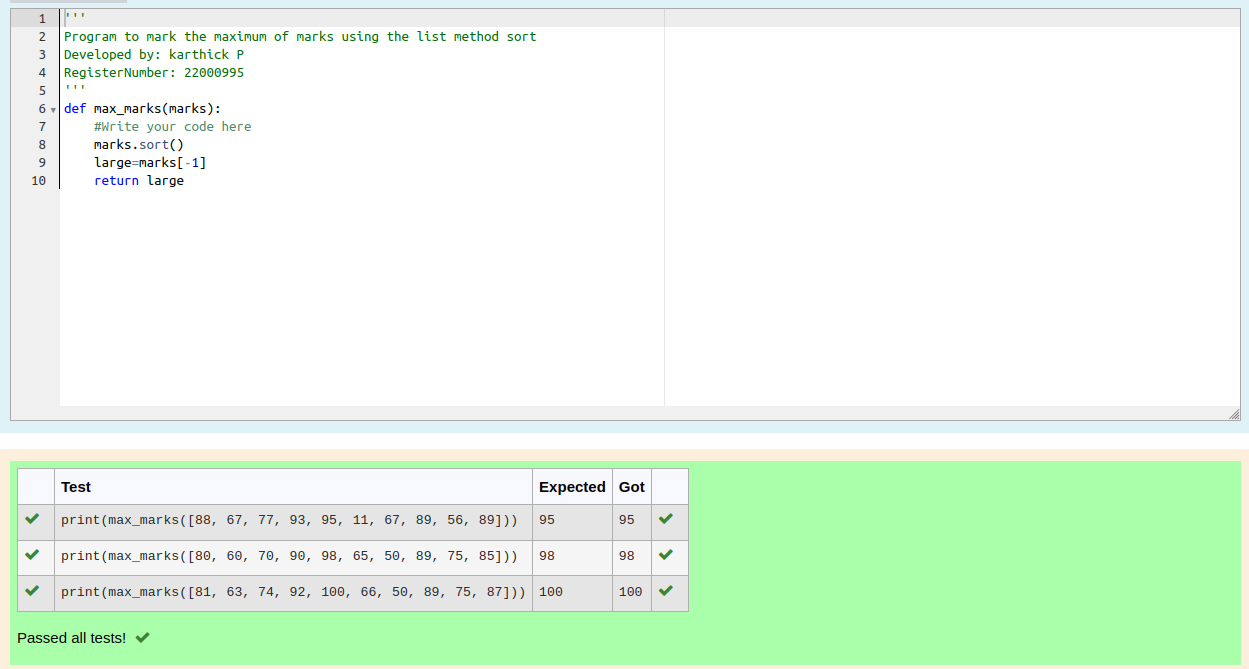 1 '''
2 Program to mark the maximum of marks using the list method sort
3 Developed by: karthick P
4 RegisterNumber: 22000995
5 '''
6 def max_marks(marks):
7     #Write your code here
8     marks.sort()
9     large=marks[-1]
10     return large
Test Expected Got
print(max_marks([88, 67, 77, 93, 95, 11, 67, 89, 56, 89])) 95 95
print(max_marks([80, 60, 70, 90, 98, 65, 50, 89, 75, 85])) 98 98
print(max_marks([81, 63, 74, 92, 100, 66, 50, 89, 75, 87])) 100 100
Passed all tests!